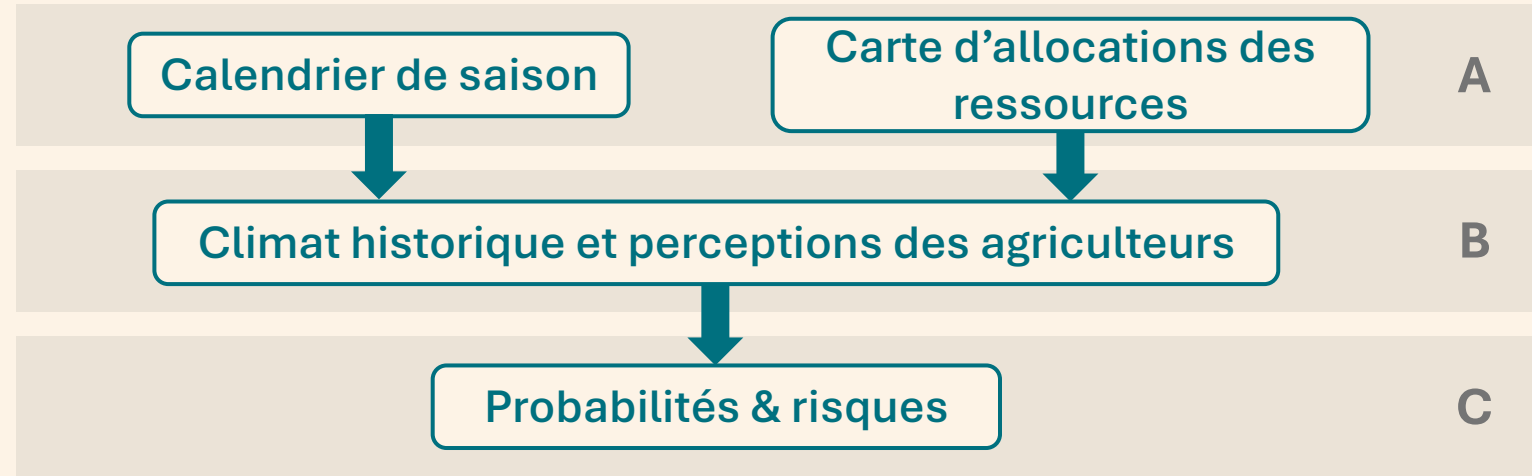 Calendrier de saison
Carte d’allocations des
ressources
A
Climat historique et perceptions des agriculteurs
B
Probabilités & risques
C